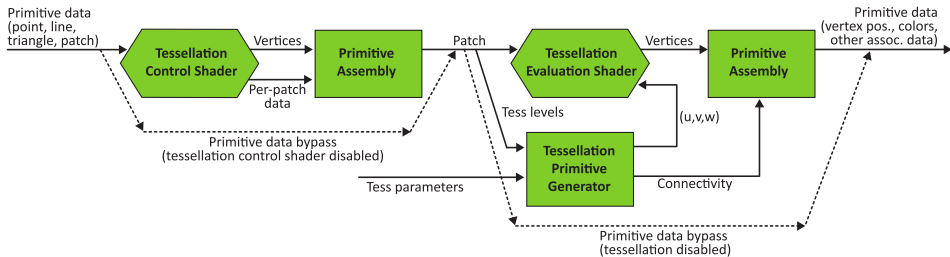 Primitive data
(point, line,
triangle, patch)
Tessellation
Control Shader
Vertices
Per-patch
data
Primitive
Assembly
Patch
Tessellation
Evaluation Shader
Vertices
Primitive
Assembly
Primitive data
(vertex pos., colors,
other assoc. data)
Primitive data bypass
(tessellation control shader disabled)
Tess levels
(u,v,w)
Tessellation
Primitive
Generator
Tess parameters
Connectivity
Primitive data bypass
(tessellation disabled)